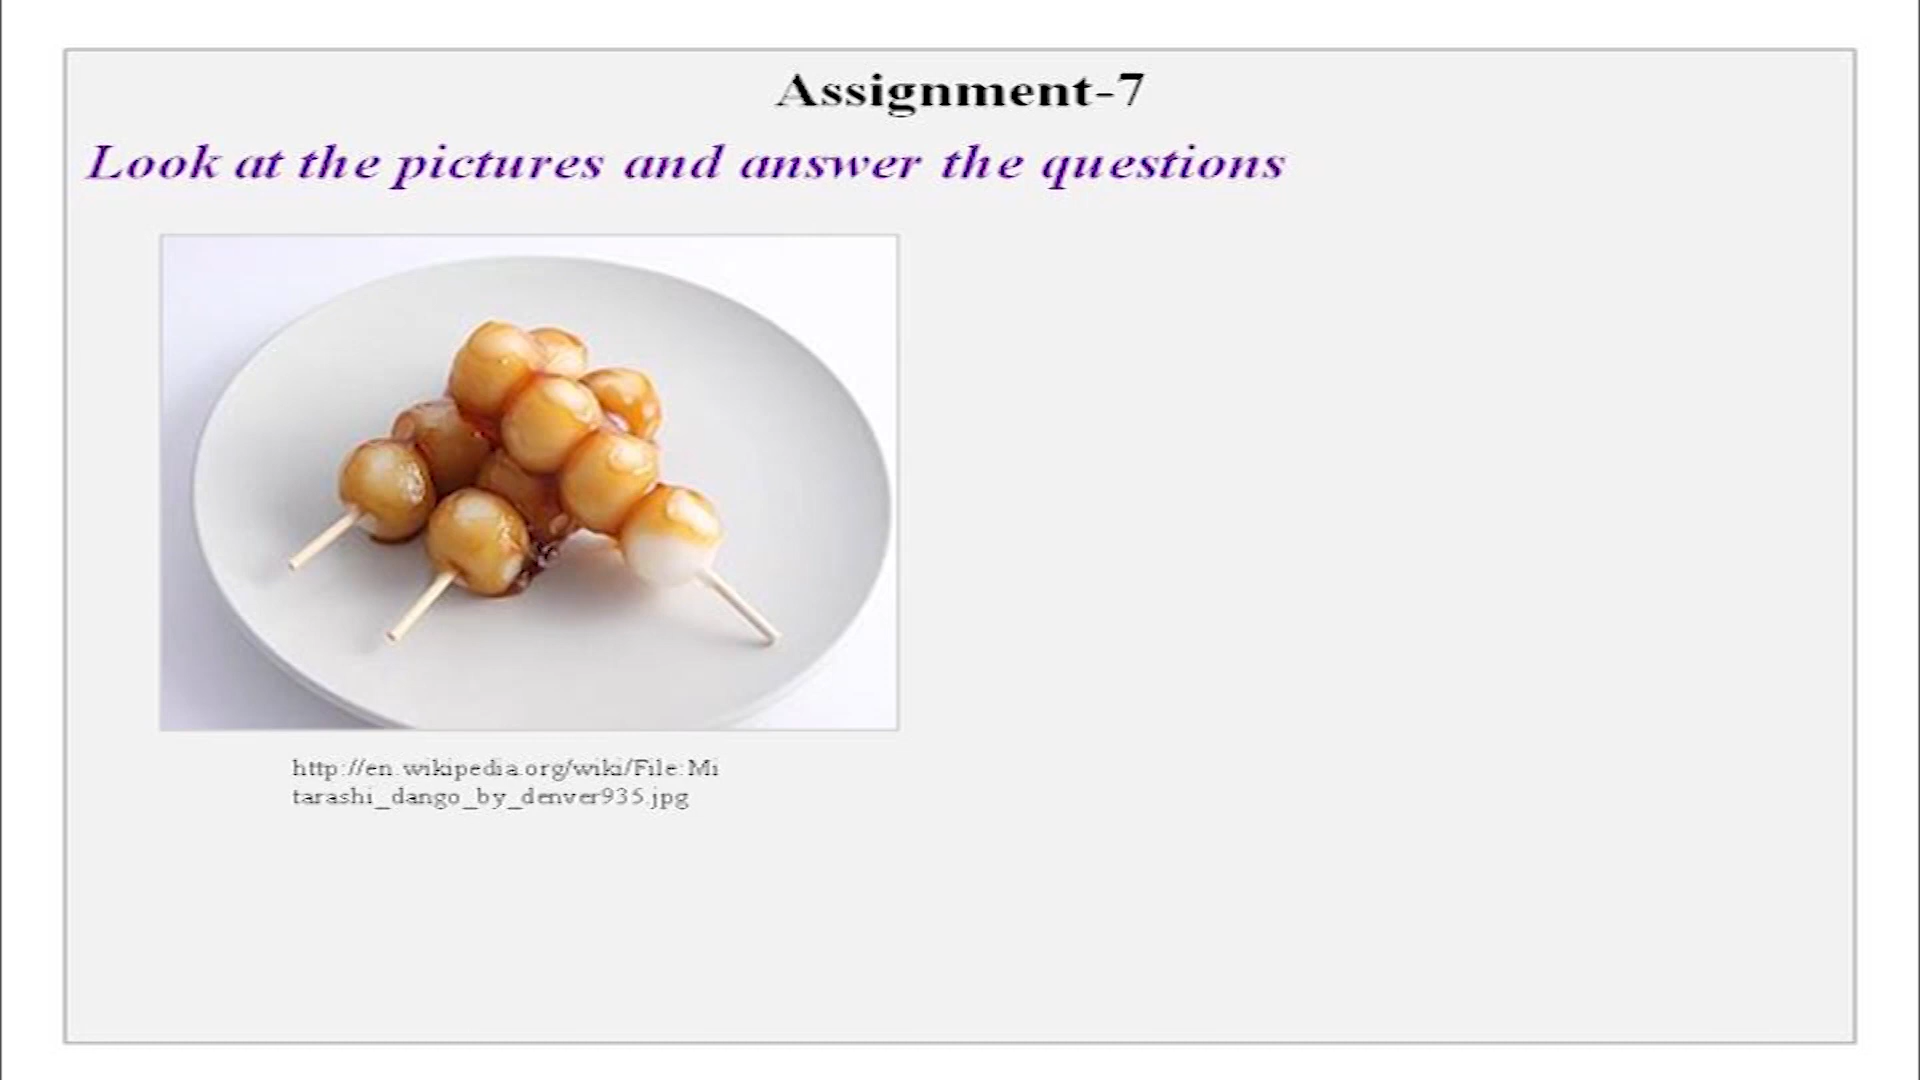 Assignment-7
Look at the pictures and answer the questions
http://en.wikipedia.org/wiki/File:Mi
tarashi_dango_by_denver935.jpg